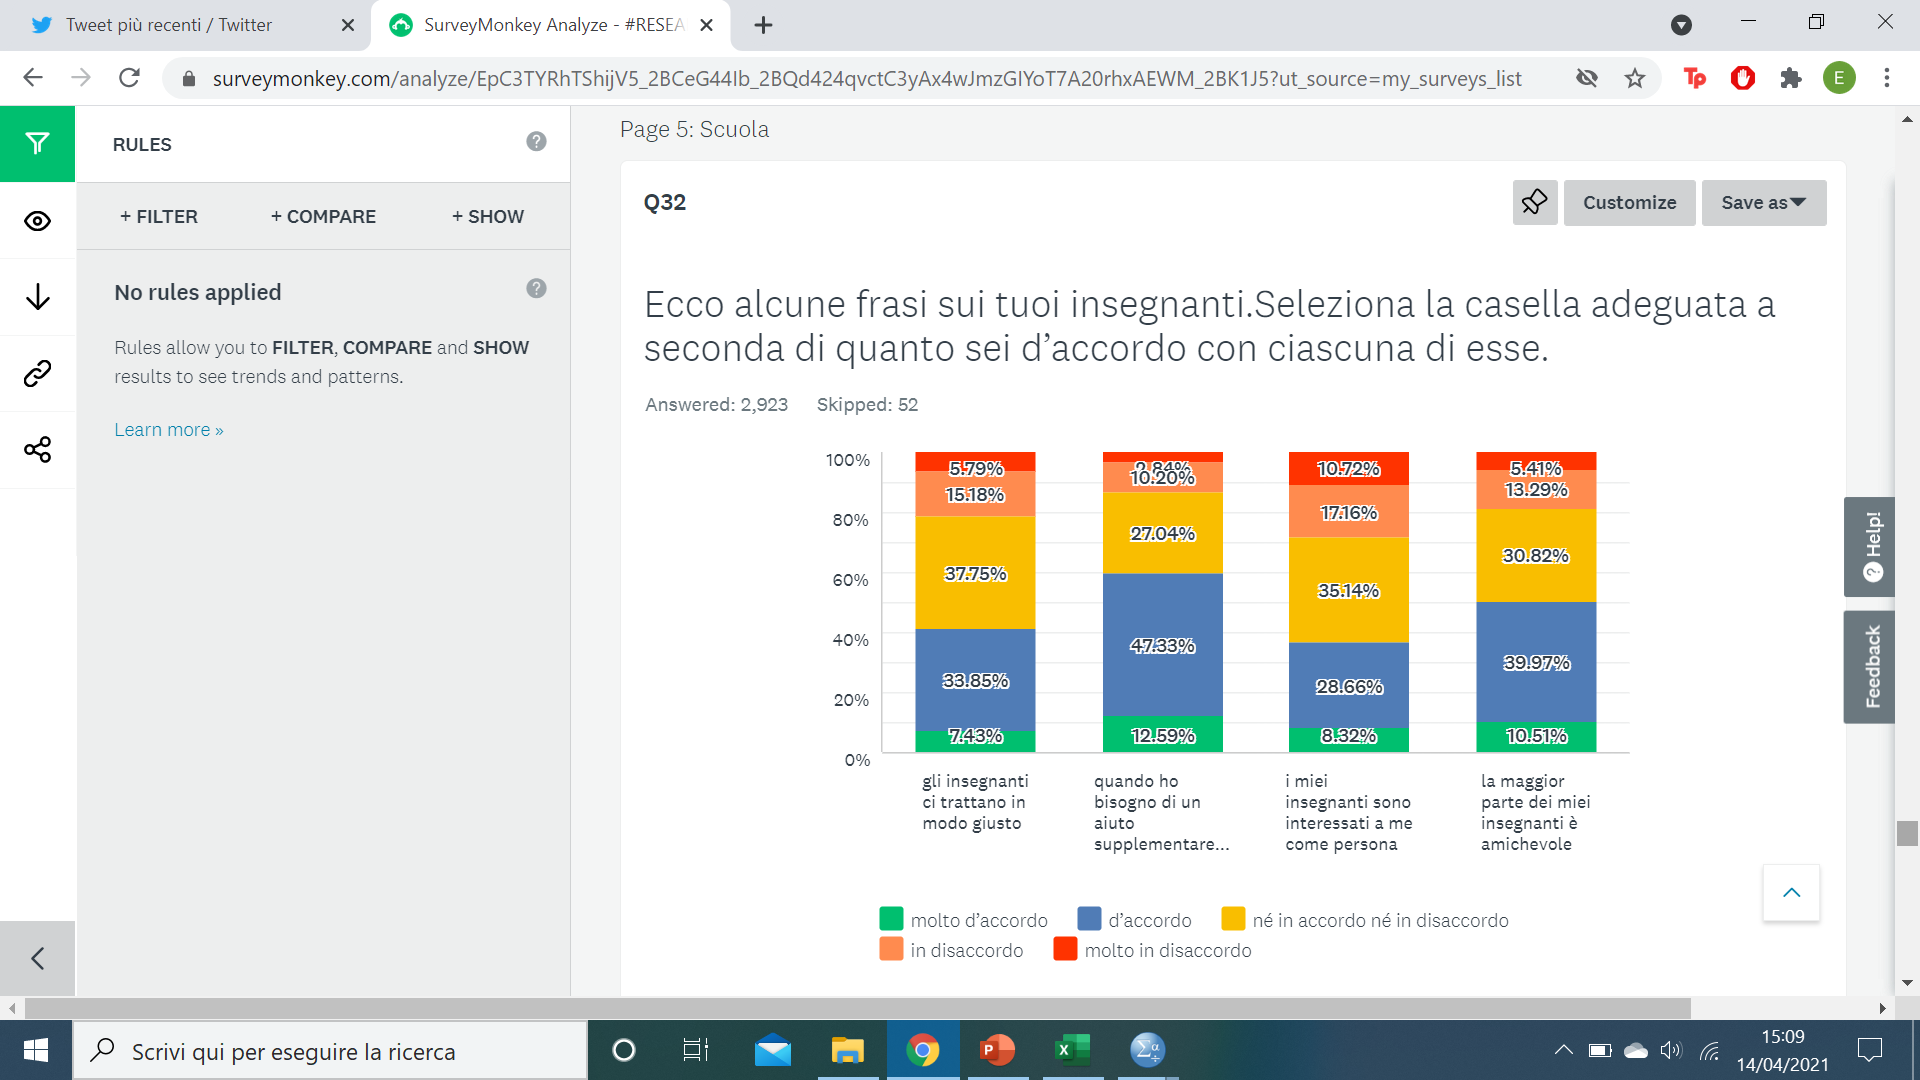 Tweet più recenti / Twitter
SurveyMonkey Analyze - #RESEA
surveymonkey.com/analyze/EpC3TYRhTShijV5_2BCeG44Ib_2BQd424qvctC3yAx4wJmzGIYoT7A20rhxAEWM_2BK1J5?ut_source=my_surveys_list
Tp
E
RULES
?
+ FILTER + COMPARE + SHOW
No rules applied
?
Rules allow you to FILTER, COMPARE and SHOW
results to see trends and patterns.
Learn more »
Page 5: Scuola
Q32
Customize
Save as
Ecco alcune frasi sui tuoi insegnanti.Seleziona la casella adeguata a
seconda di quanto sei d’accordo con ciascuna di esse.
Answered: 2,923 Skipped: 52
100%
80%
60%
40%
20%
0%
5.79%
15.18%
37.75%
33.85%
7.43%
2.84%
10.20%
27.04%
47.33%
12.59%
10.72%
17.16%
35.14%
28.66%
8.32%
5.41%
13.29%
30.82%
39.97%
10.51%
gli insegnanti
ci trattano in
modo giusto
quando ho
bisogno di un
aiuto
supplementare...
i miei
insegnanti sono
interessati a me
come persona
la maggior
parte dei miei
insegnanti è
amichevole
molto d’accordo d’accordo né in accordo né in disaccordo
in disaccordo molto in disaccordo
? Help!
Feedback
Scrivi qui per eseguire la ricerca
P
X
Σα
15:09
14/04/2021